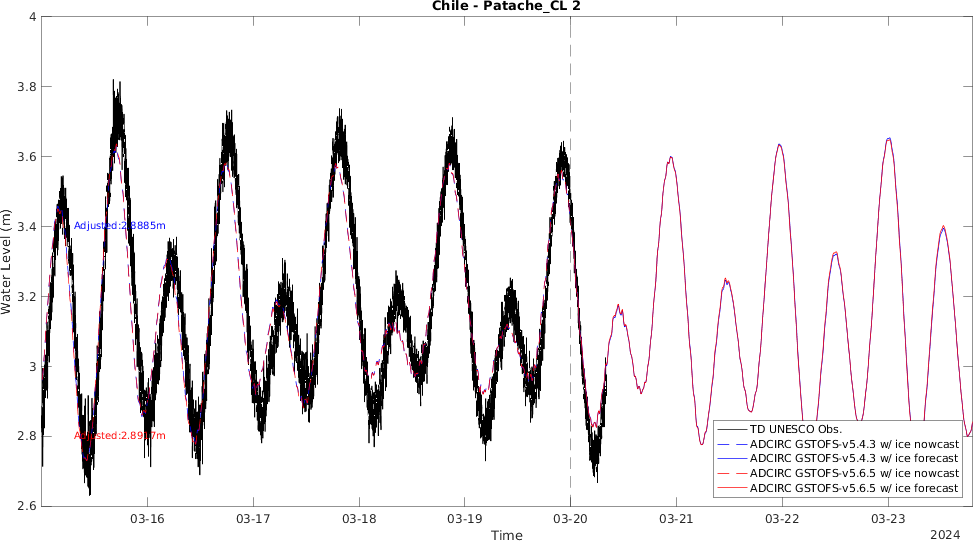 Chile - Patache_CL 2
4
3.8
3.6
3.4
3.2
3
2.8
2.6
Water Level (m)
Adjusted:2.8885m
03-16
03-17
03-18
03-19
03-20
03-21
03-22
03-23
Time
2024
TD UNESCO Obs.
ADCIRC GSTOFS-v5.4.3 w/ ice nowcast
ADCIRC GSTOFS-v5.4.3 w/ ice forecast
ADCIRC GSTOFS-v5.6.5 w/ ice nowcast
ADCIRC GSTOFS-v5.6.5 w/ ice forecast